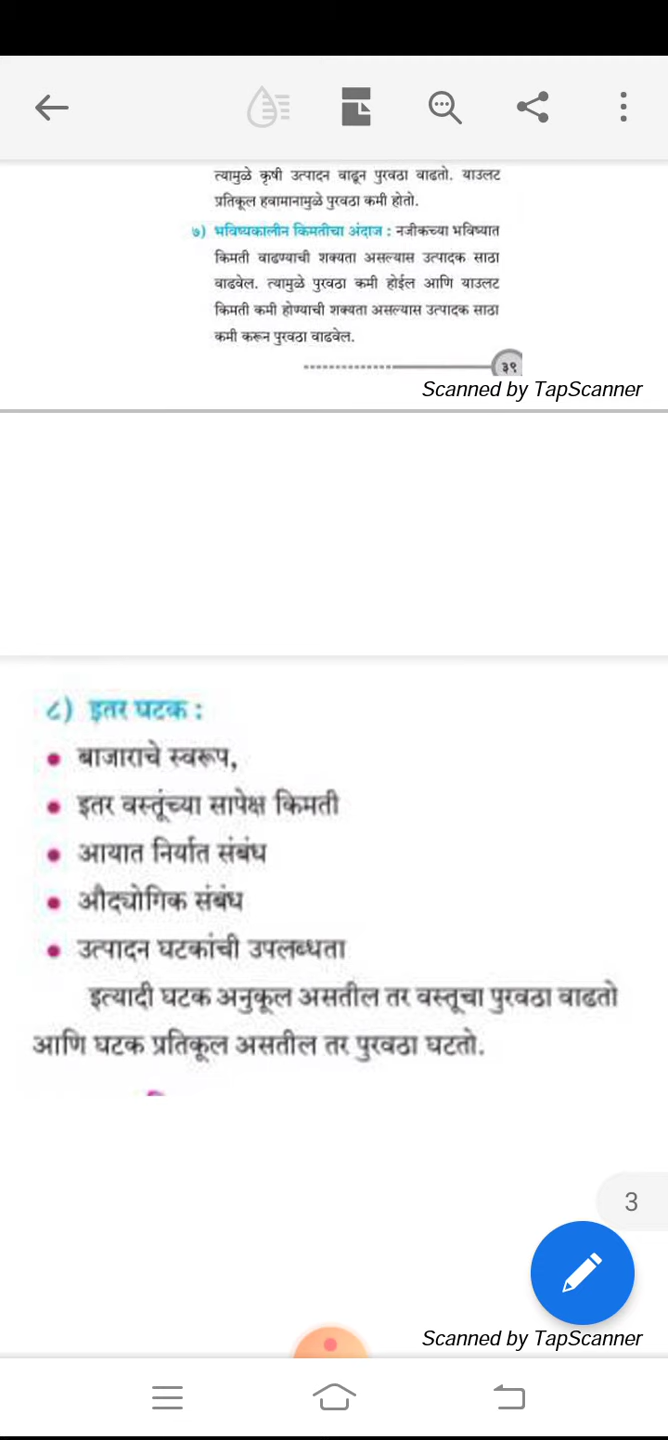 त्यामुळे कृषी उत्पादन वाढून पुरवठा वाढतो. याउलट
प्रतिकूल हवामानामुळे पुरवठा कमी होतो.
७) भविष्यकालीन किमतीचा अंदाज : नजीकच्या भविष्यात
किमती वाढण्याची शक्यता असल्यास उत्पादक साठा
वाढवेल. त्यामुळे पुरवठा कमी होईल आणि याउलट
किमती कमी होण्याची शक्यता असल्यास उत्पादक साठा
कमी करून पुरवठा वाढवेल.
३९
Scanned by TapScanner
८) इतर घटक :
• बाजाराचे स्वरूप,
• इतर वस्तूंच्या सापेक्ष किमती
• आयात निर्यात संबंध
• औद्योगिक संबंध
• उत्पादन घटकांची उपलब्धता
इत्यादी घटक अनुकूल असतील तर वस्तूचा पुरवठा वाढतो
आणि घटक प्रतिकूल असतील तर पुरवठा घटतो.
3
Scanned by TapScanner